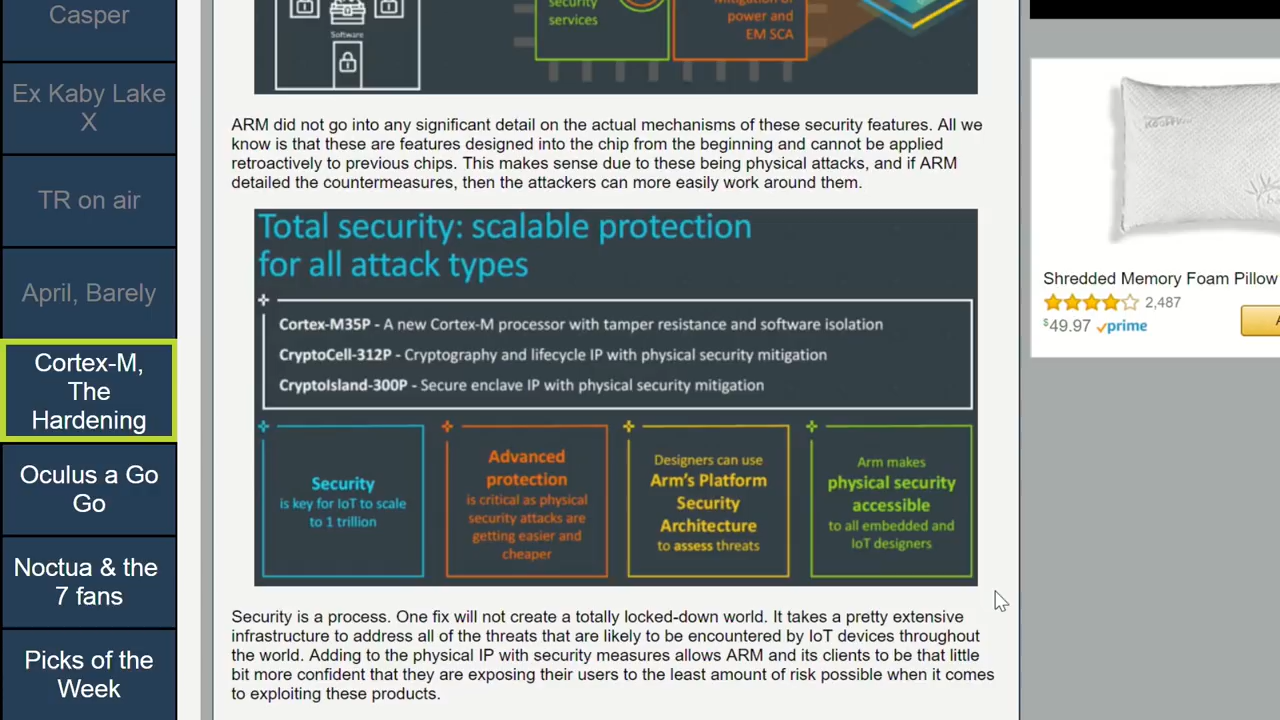 Casper
Ex Kaby Lake
X
TR on air
April, Barely
Cortex-M,
The
Hardening
Oculus a Go
Go
Noctua & the
7 fans
Picks of the
Week
Software
security
services
power and
EM SCA
ARM did not go into any significant detail on the actual mechanisms of these security features. All we
know is that these are features designed into the chip from the beginning and cannot be applied
retroactively to previous chips. This makes sense due to these being physical attacks, and if ARM
detailed the countermeasures, then the attackers can more easily work around them.
Total security: scalable protection
for all attack types
Cortex-M35P - A new Cortex-M processor with tamper resistance and software isolation
CryptoCell-312P - Cryptography and lifecycle IP with physical security mitigation
CryptoIsland-300P - Secure enclave IP with physical security mitigation
Security
is key for IoT to scale
to 1 trillion
Advanced
protection
is critical as physical
security attacks are
getting easier and
cheaper
Designers can use
Arm's Platform
Security
Architecture
to assess threats
Arm makes
physical security
accessible
to all embedded and
IoT designers
Security is a process. One fix will not create a totally locked-down world. It takes a pretty extensive
infrastructure to address all of the threats that are likely to be encountered by IoT devices throughout
the world. Adding to the physical IP with security measures allows ARM and its clients to be that little
bit more confident that they are exposing their users to the least amount of risk possible when it comes
to exploiting these products.
Shredded Memory Foam Pillow
2,487
$49.97 prime